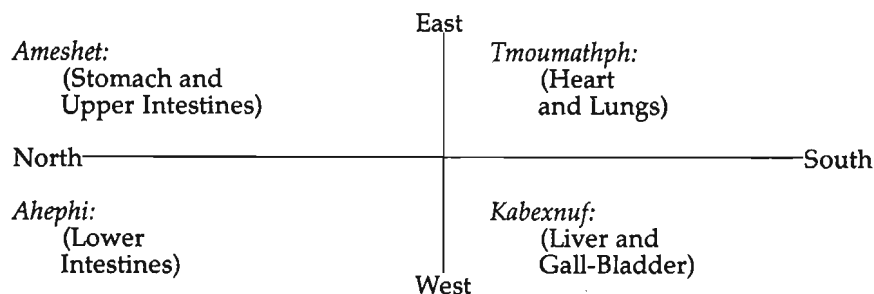 East
Ameshet:
(Stomach and
Upper Intestines)
Tmoumathph:
(Heart
and Lungs)
North
South
Ahephi:
(Lower
Intestines)
Kabexnuf:
(Liver and
Gall-Bladder)
West